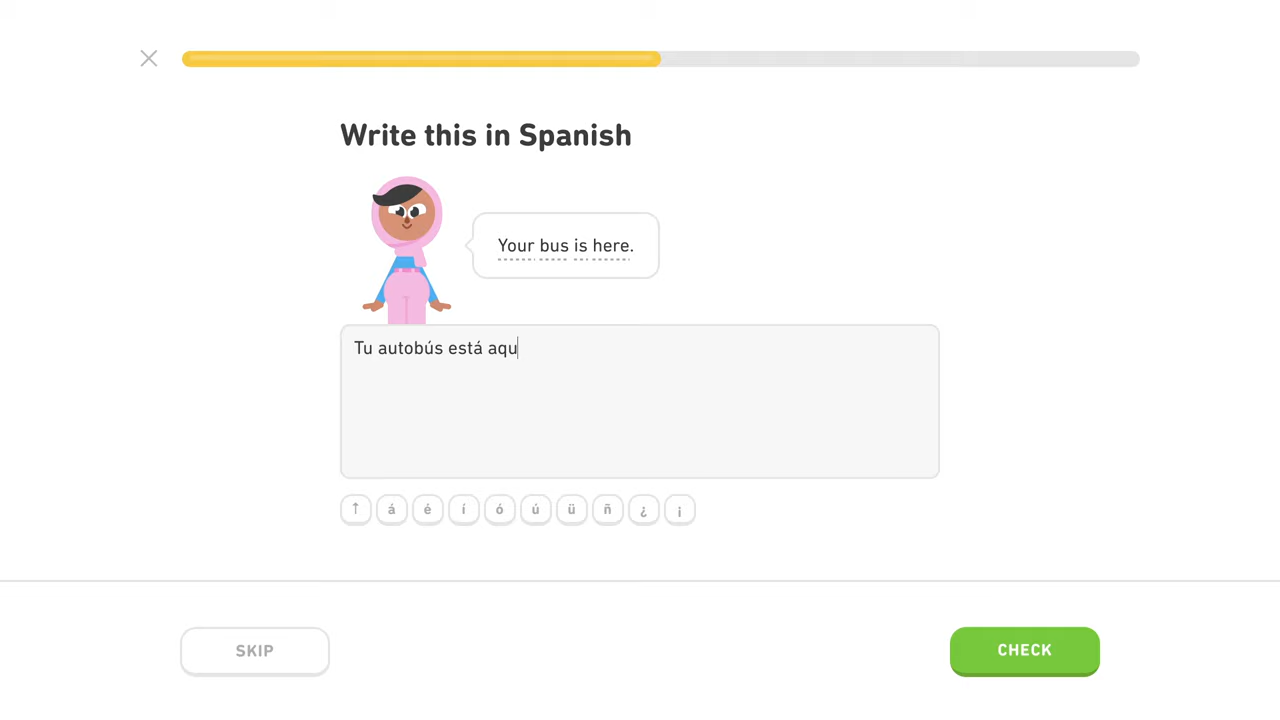 Write this in Spanish
Your bus is here.
Tu autobús está aqu
↑ á é í ó ú ü ñ ¿ ¡
SKIP
CHECK